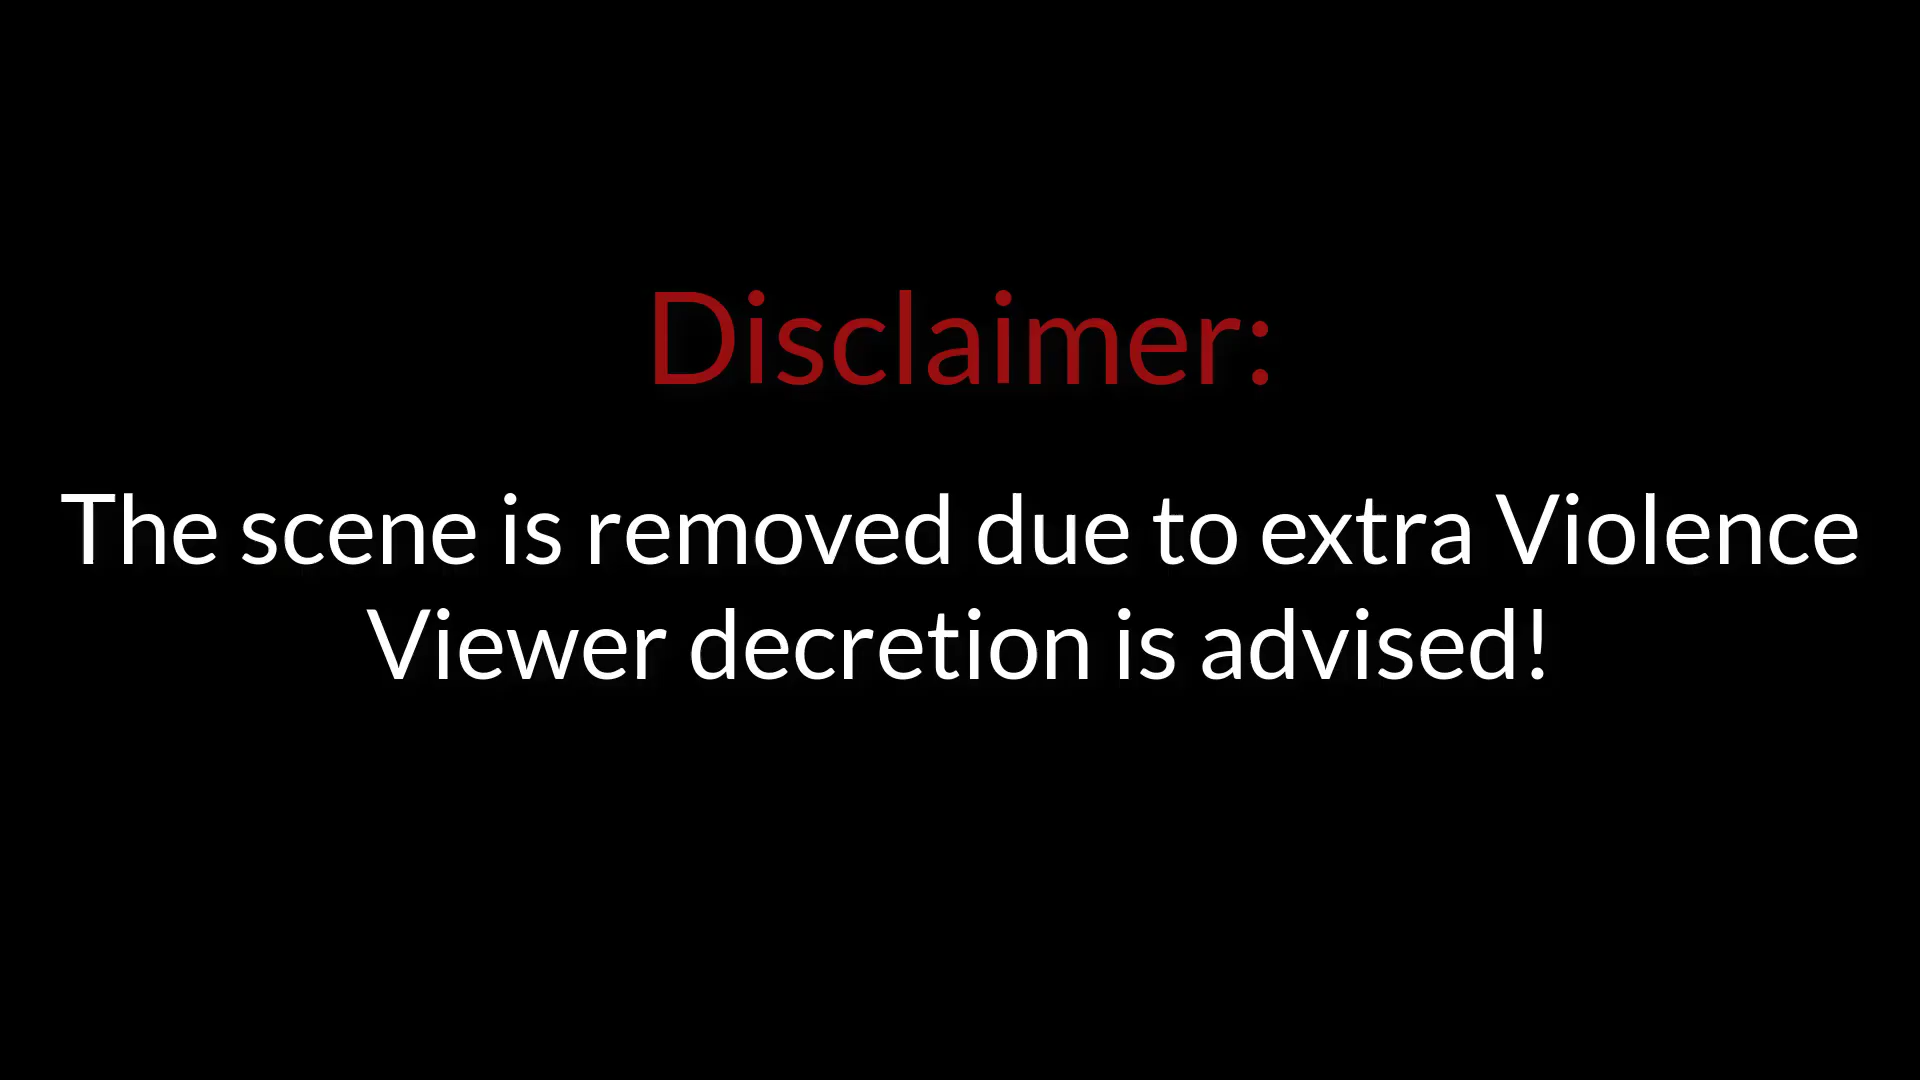 Disclaimer:
The scene is removed due to extra Violence
Viewer decretion is advised!